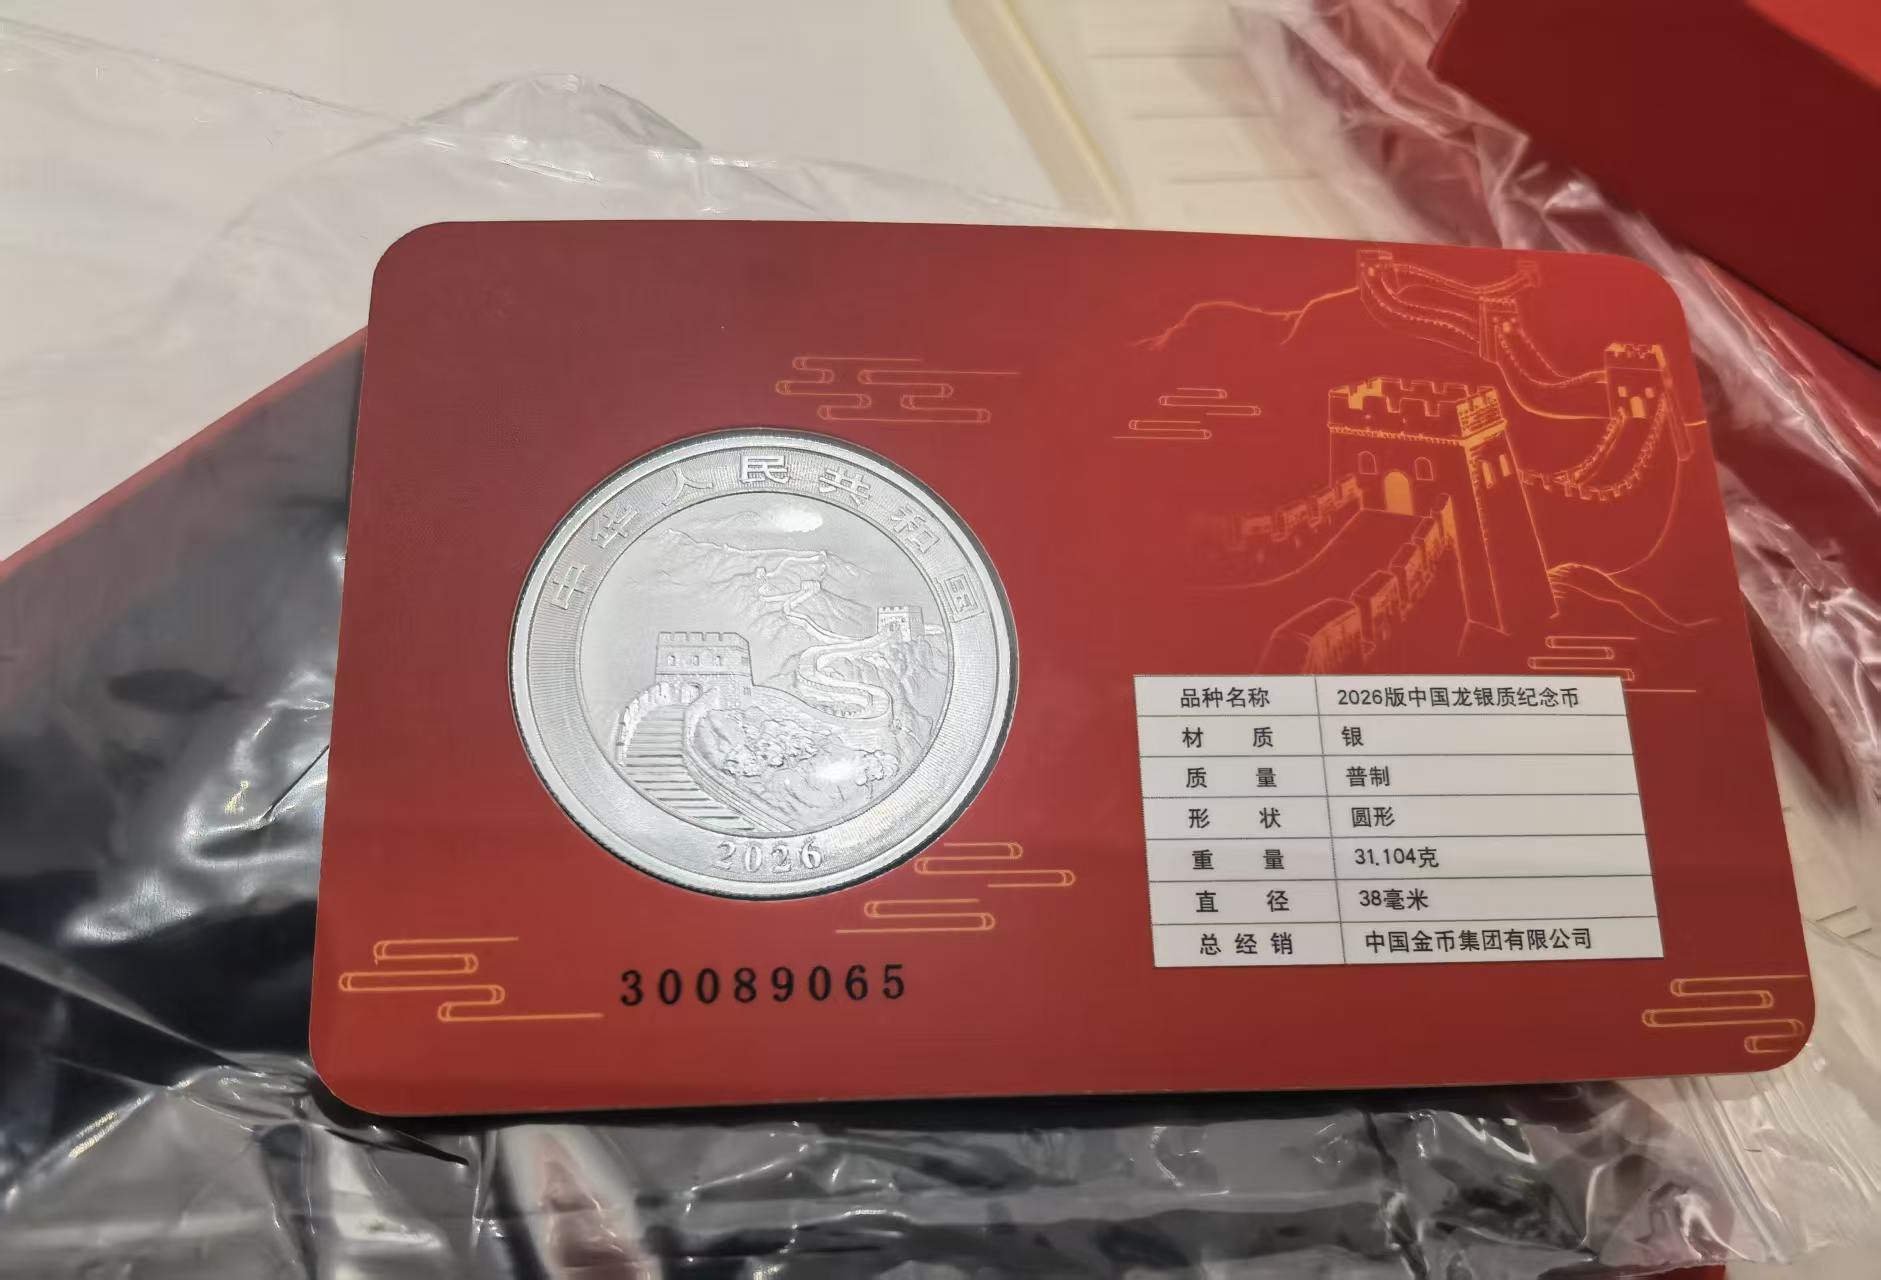 中华人民共和国
2026
30089065
品种名称 2026版中国龙银质纪念币
材质 银
质量 普制
形状 圆形
重量 31.104克
直径 38毫米
总经销 中国金币集团有限公司